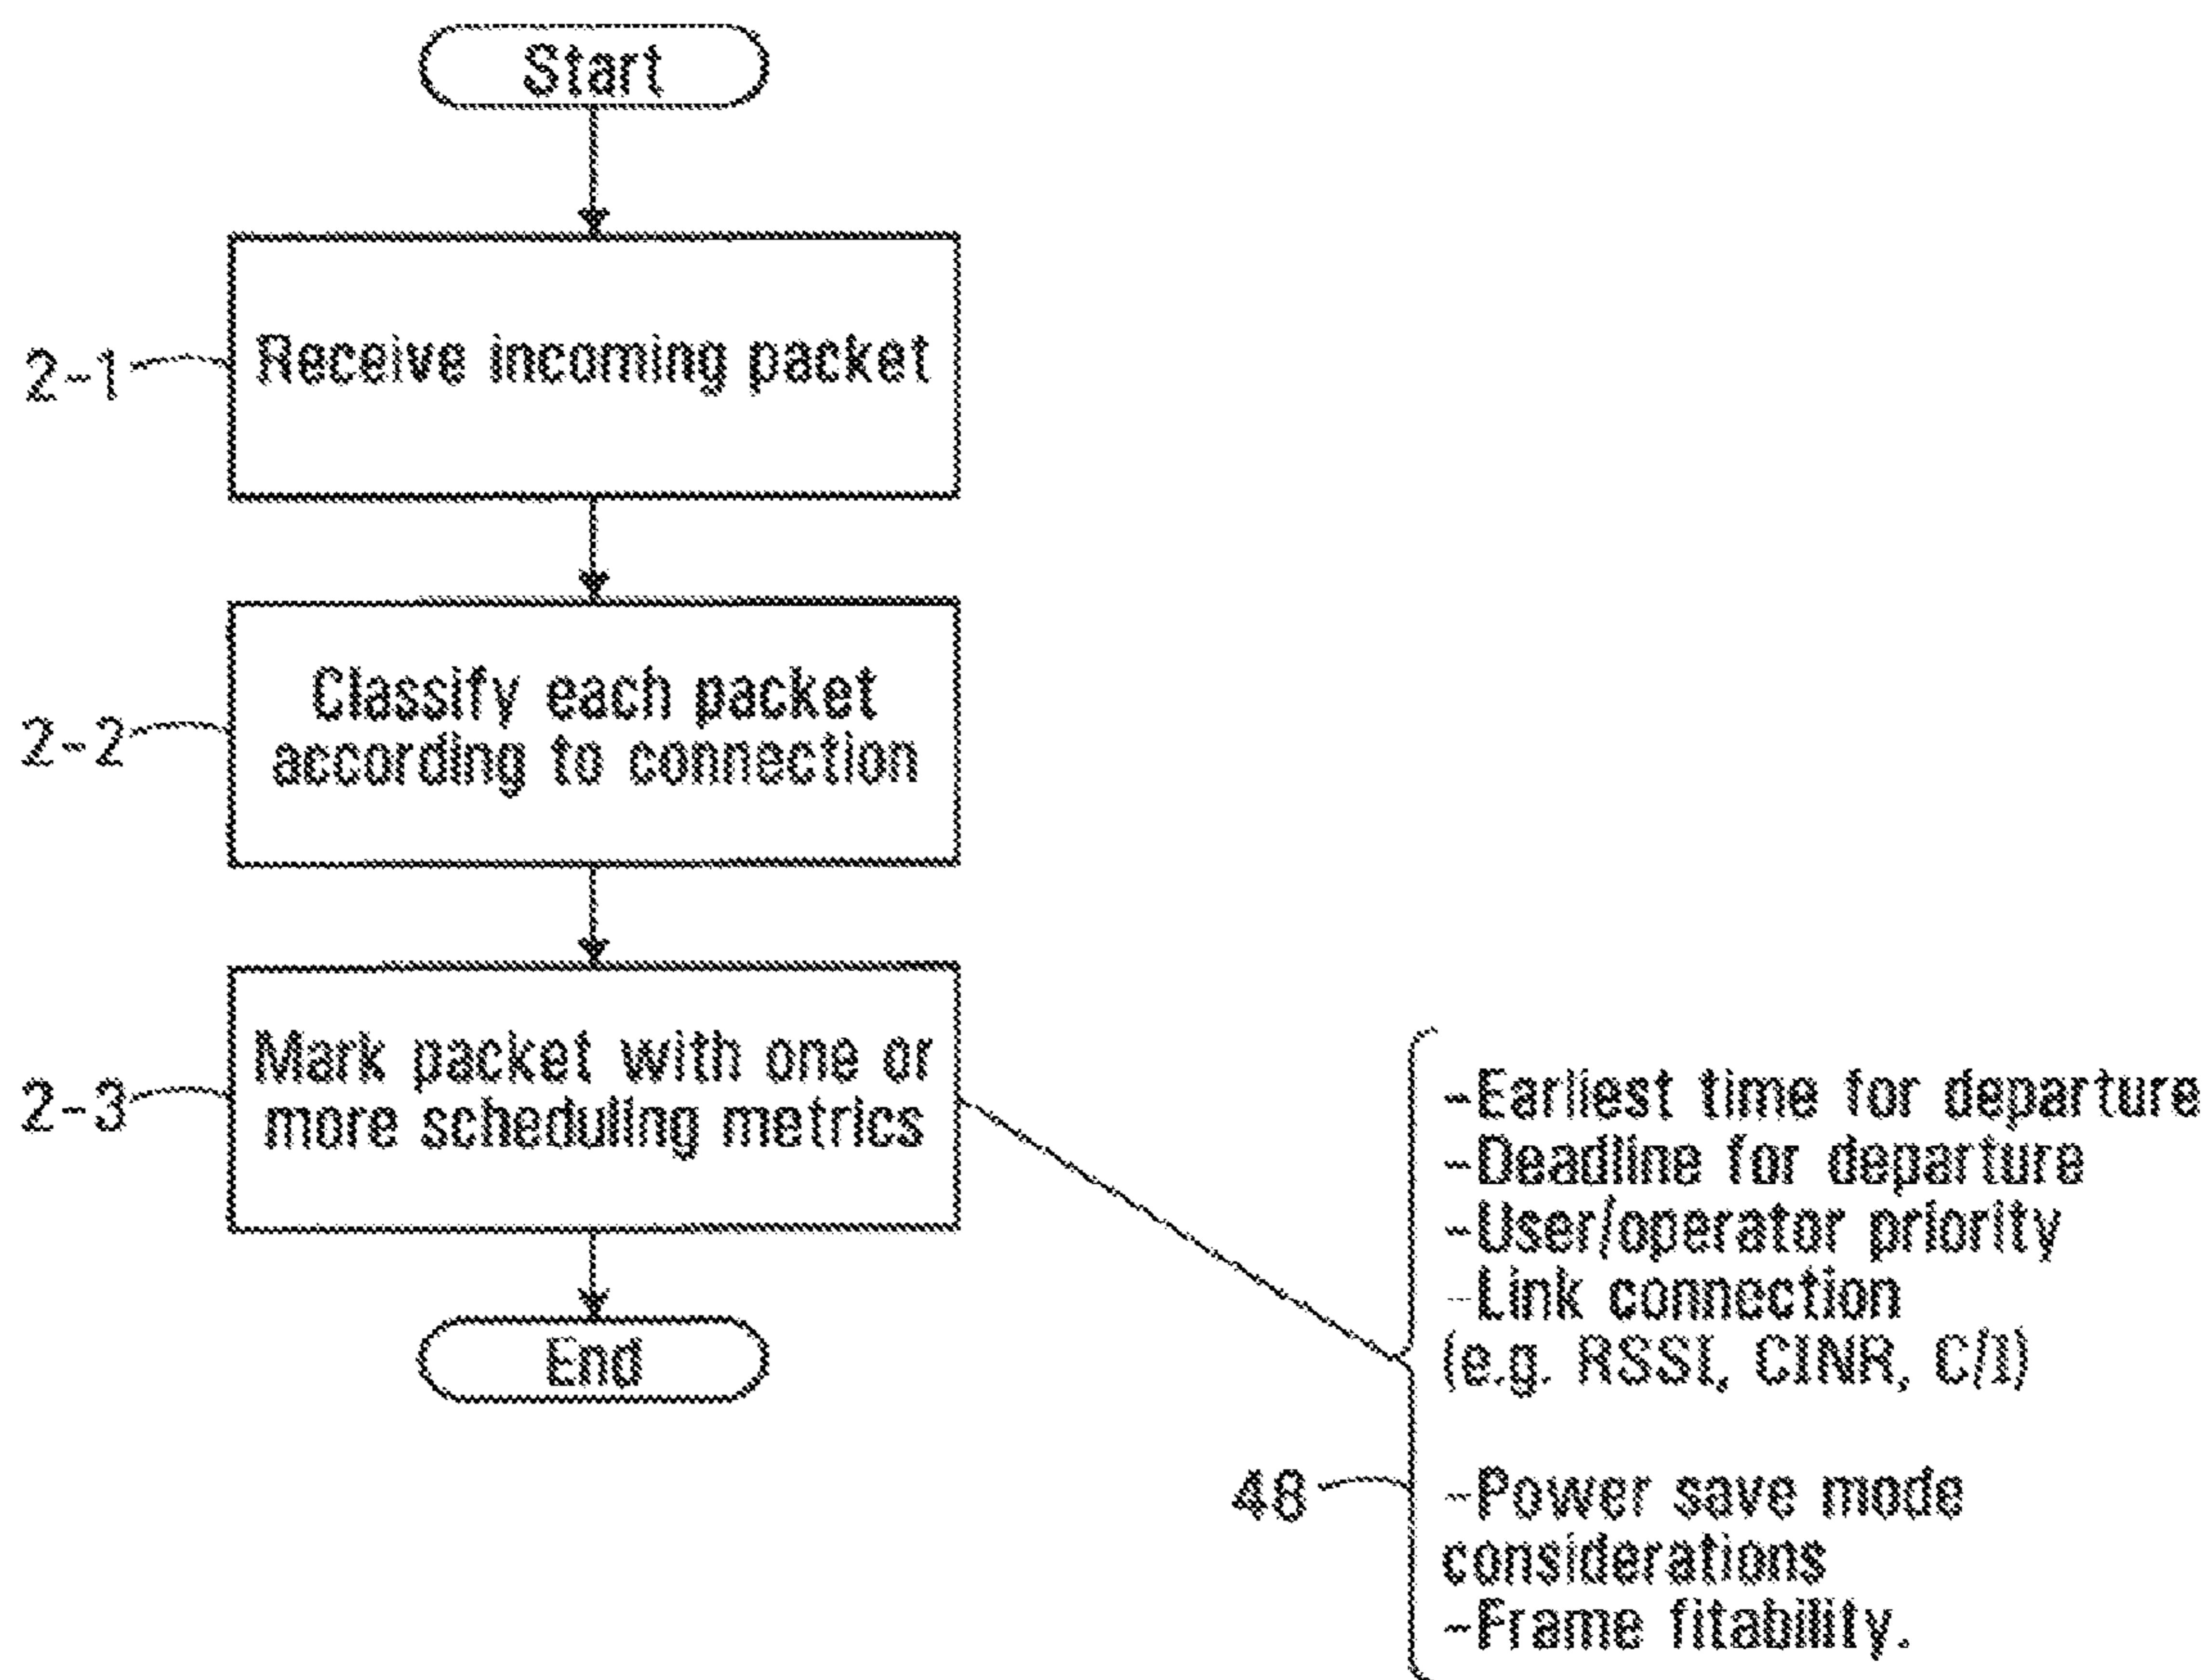 Start
2-1
Receive incoming packet
2-2
Classify each packet
according to connection
2-3
Mark packet with one or
more scheduling metrics
End
-Earliest time for departure
-Deadline for departure
-User/operator priority
-Link connection
(e.g. RSSI, CINR, C/I)
48
-Power save mode
considerations
-Frame fitability.